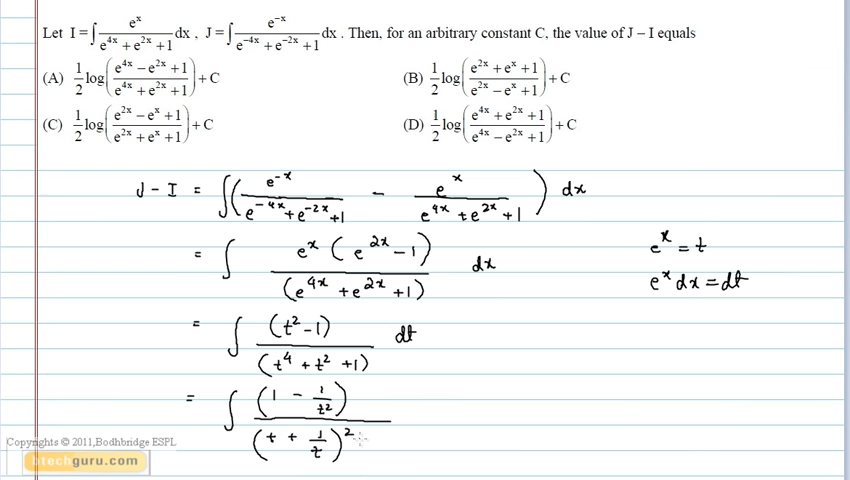 Let I = ∫ e^x / (e^{4x} + e^{2x} + 1) dx , J = ∫ e^{-x} / (e^{-4x} + e^{-2x} + 1) dx . Then, for an arbitrary constant C, the value of J – I equals
(A) 1/2 log( (e^{4x} − e^{2x} + 1) / (e^{4x} + e^{2x} + 1) ) + C (B) 1/2 log( (e^{2x} + e^x + 1) / (e^{2x} − e^x + 1) ) + C
(C) 1/2 log( (e^{2x} − e^x + 1) / (e^{2x} + e^x + 1) ) + C (D) 1/2 log( (e^{4x} + e^{2x} + 1) / (e^{4x} − e^{2x} + 1) ) + C
J - I = ∫ ( e^{-x} / (e^{-4x} + e^{-2x} + 1) - e^x / (e^{4x} + e^{2x} + 1) ) dx
= ∫ e^x (e^{2x} - 1) / (e^{4x} + e^{2x} + 1) dx
e^x = t
e^x dx = dt
= ∫ (t^2 - 1) / (t^4 + t^2 + 1) dt
= ∫ (1 - 1/t^2) / (t + 1/t)^2
Copyrights © 2011,Bodhbridge ESPL
btechguru.com